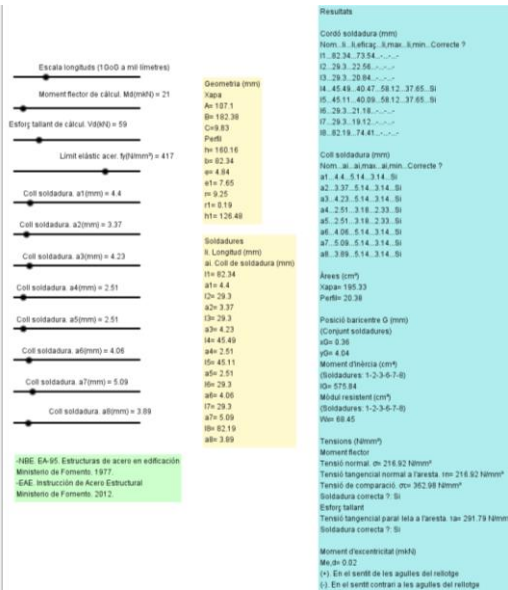 Escala longituds (1GoG a mil·límetres)
Moment flector de càlcul. Md(mkN) = 21
Esforç tallant de càlcul. Vd(kN) = 59
Límit elàstic acer. fy(N/mm²) = 417
Coll soldadura. a1(mm) = 4.4
Coll soldadura. a2(mm) = 3.37
Coll soldadura. a3(mm) = 4.23
Coll soldadura. a4(mm) = 2.51
Coll soldadura. a5(mm) = 2.51
Coll soldadura. a6(mm) = 4.06
Coll soldadura. a7(mm) = 5.09
Coll soldadura. a8(mm) = 3.89
-NBE. EA-95. Estructuras de acero en edificación
Ministerio de Fomento. 1977.
-EAE. Instrucción de Acero Estructural
Ministerio de Fomento. 2012.
Geometria (mm)
Xapa
A= 107.1
B= 182.38
C=9.83
Perfil
h= 160.16
b= 82.34
e= 4.84
e1= 7.65
r= 9.25
r1= 0.19
h1= 126.48
Soldadures
li. Longitud (mm)
ai. Coll de soldadura (mm)
l1= 82.34
a1= 4.4
l2= 29.3
a2= 3.37
l3= 29.3
a3= 4.23
l4= 45.49
a4= 2.51
l5= 45.11
a5= 2.51
l6= 29.3
a6= 4.06
l7= 29.3
a7= 5.09
l8= 82.19
a8= 3.89
Resultats
Cordó soldadura (mm)
Nom...li...li,eficaç...li,max...li,min...Correcte ?
l1...82.34...73.54...-...-...-
l2...29.3...22.56...-...-...-
l3...29.3...20.84...-...-...-
l4...45.49...40.47...58.12...37.65...Si
l5...45.11...40.09...58.12...37.65...Si
l6...29.3...21.18...-...-...-
l7...29.3...19.12...-...-...-
l8...82.19...74.41...-...-...-
Coll soldadura (mm)
Nom...ai...ai,max...ai,min...Correcte ?
a1...4.4...5.14...3.14...Si
a2...3.37...5.14...3.14...Si
a3...4.23...5.14...3.14...Si
a4...2.51...3.18...2.33...Si
a5...2.51...3.18...2.33...Si
a6...4.06...5.14...3.14...Si
a7...5.09...5.14...3.14...Si
a8...3.89...5.14...3.14...Si
Àrees (cm²)
Xapa= 195.33
Perfil= 20.38
Posició baricentre G (mm)
(Conjunt soldadures)
xG= 0.36
yG= 4.04
Moment d'inèrcia (cm⁴)
(Soldadures: 1-2-3-6-7-8)
IG= 575.84
Mòdul resistent (cm³)
(Soldadures: 1-2-3-6-7-8)
Ww= 68.45
Tensions (N/mm²)
Moment flector
Tensió normal. σn= 216.92 N/mm²
Tensió tangencial normal a l'aresta. τn= 216.92 N/mm²
Tensió de comparació. σc= 362.98 N/mm²
Soldadura correcta ?: Si
Esforç tallant
Tensió tangencial paral·lela a l'aresta. τa= 291.79 N/mm²
Soldadura correcta ?: Si
Moment d'excentricitat (mkN)
Me,d= 0.02
(+). En el sentit de les agulles del rellotge
(-). En el sentit contrari a les agulles del rellotge